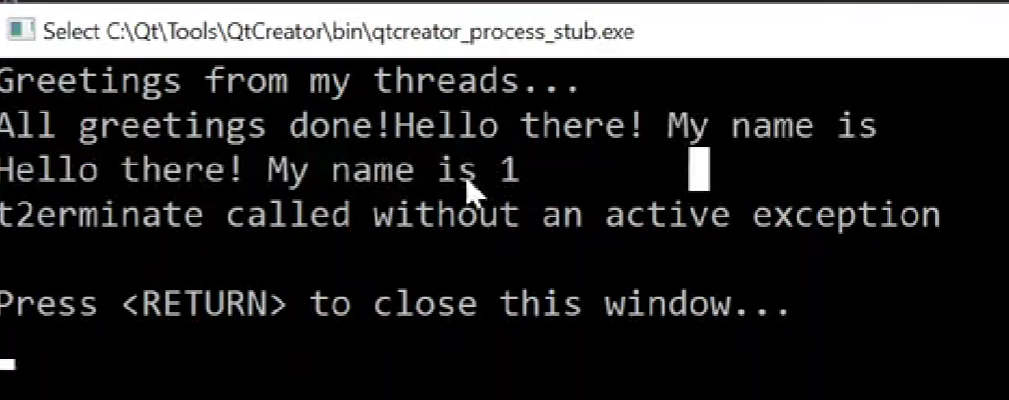 Select C:\Qt\Tools\QtCreator\bin\qtcreator_process_stub.exe
Greetings from my threads...
All greetings done!Hello there! My name is
Hello there! My name is 1
t2erminate called without an active exception
Press <RETURN> to close this window...